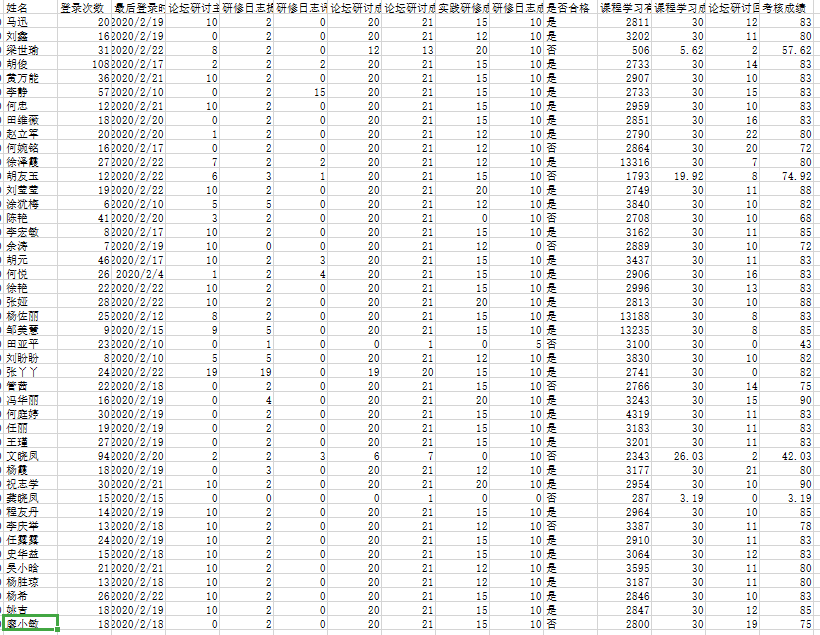 姓名 登录次数 最后登录时 论坛研讨主 研修日志报 研修日志评 论坛研讨成 论坛研讨成 实践研修成 研修日志成 是否合格 课程学习有 课程学习成 论坛研讨回 考核成绩
马迅 20 2020/2/19 10 2 0 20 21 15 10 是 2811 30 12 83
刘鑫 16 2020/2/19 0 2 0 20 21 12 10 是 3202 30 11 80
梁世瑜 31 2020/2/22 8 2 0 12 13 20 10 否 506 5.62 2 57.62
胡俊 108 2020/2/17 2 2 2 20 21 15 10 是 2733 30 14 83
黄万能 36 2020/2/21 10 2 0 20 21 15 10 是 2907 30 10 83
李静 57 2020/2/10 0 2 15 20 21 15 10 是 2733 30 15 83
何忠 12 2020/2/21 10 2 0 20 21 15 10 是 2959 30 10 83
田维薇 18 2020/2/20 0 2 0 20 21 15 10 是 2851 30 16 83
赵立军 20 2020/2/20 1 2 0 20 21 12 10 是 2790 30 22 80
何婉铭 16 2020/2/17 0 2 0 20 21 12 10 否 2864 30 20 72
徐泽霞 27 2020/2/22 7 2 2 20 21 12 10 是 13316 30 7 80
胡友玉 12 2020/2/22 6 3 1 20 21 15 10 否 1793 19.92 8 74.92
刘莹莹 19 2020/2/22 10 2 0 20 21 20 10 是 2749 30 11 88
涂犹梅 6 2020/2/10 5 5 0 20 21 12 10 是 3840 30 10 82
陈艳 41 2020/2/20 3 2 0 20 21 0 10 否 2708 30 10 68
李宏敏 8 2020/2/17 10 2 0 20 21 15 10 是 3162 30 11 85
余涛 7 2020/2/19 10 0 0 20 21 12 0 否 2889 30 10 72
胡元 46 2020/2/17 10 2 3 20 21 15 10 是 3437 30 11 83
何悦 26 2020/2/4 1 2 4 20 21 15 10 是 2906 30 16 83
徐艳 22 2020/2/22 10 2 0 20 21 15 10 是 2996 30 13 83
张娅 28 2020/2/22 10 2 0 20 21 20 10 是 2813 30 10 88
杨佐丽 25 2020/2/12 8 2 0 20 21 15 10 是 13188 30 8 83
邹美慧 9 2020/2/15 9 5 0 20 21 15 10 是 13235 30 8 85
田亚平 23 2020/2/10 0 1 0 0 1 0 5 否 3100 30 0 43
刘盼盼 8 2020/2/10 5 5 0 20 21 12 10 是 3830 30 10 82
张丫丫 24 2020/2/22 19 19 0 19 20 15 10 是 2741 30 0 82
管茜 22 2020/2/18 0 2 0 20 21 15 10 否 2766 30 14 75
冯华丽 16 2020/2/19 0 4 0 20 21 20 10 是 3243 30 15 90
何庭婷 30 2020/2/19 0 2 0 20 21 15 10 是 4319 30 11 83
任丽 19 2020/2/19 0 2 0 20 21 15 10 是 3183 30 11 83
王瑾 27 2020/2/19 0 2 0 20 21 15 10 是 3201 30 11 83
文晓凤 94 2020/2/20 2 2 3 6 7 0 10 否 2343 26.03 2 42.03
杨霞 18 2020/2/19 0 3 0 20 21 12 10 是 3177 30 21 80
祝志学 30 2020/2/21 10 2 0 20 21 20 10 是 2954 30 10 90
龚晓凤 15 2020/2/15 0 0 0 0 1 0 0 否 287 3.19 0 3.19
程友丹 14 2020/2/19 10 2 0 20 21 15 10 是 2964 30 10 85
李庆举 13 2020/2/18 10 2 0 20 21 12 10 否 3387 30 11 78
任露露 24 2020/2/19 10 2 0 20 21 15 10 是 2910 30 11 83
史华益 15 2020/2/18 10 2 0 20 21 15 10 是 3064 30 12 83
吴小晗 21 2020/2/21 10 2 0 20 21 12 10 是 3595 30 11 80
杨胜琼 13 2020/2/18 10 2 0 20 21 12 10 是 3187 30 11 80
杨希 26 2020/2/22 10 2 0 20 21 15 10 是 2846 30 10 83
姚吉 18 2020/2/19 10 2 0 20 21 15 10 是 2847 30 12 85
廖小敏 18 2020/2/18 0 2 0 20 21 15 10 否 2800 30 19 75